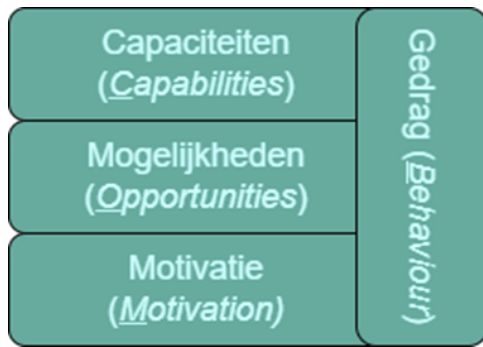 Capaciteiten
(Capabilities)
Mogelijkheden
(Opportunities)
Motivatie
(Motivation)
Gedrag (Behaviour)